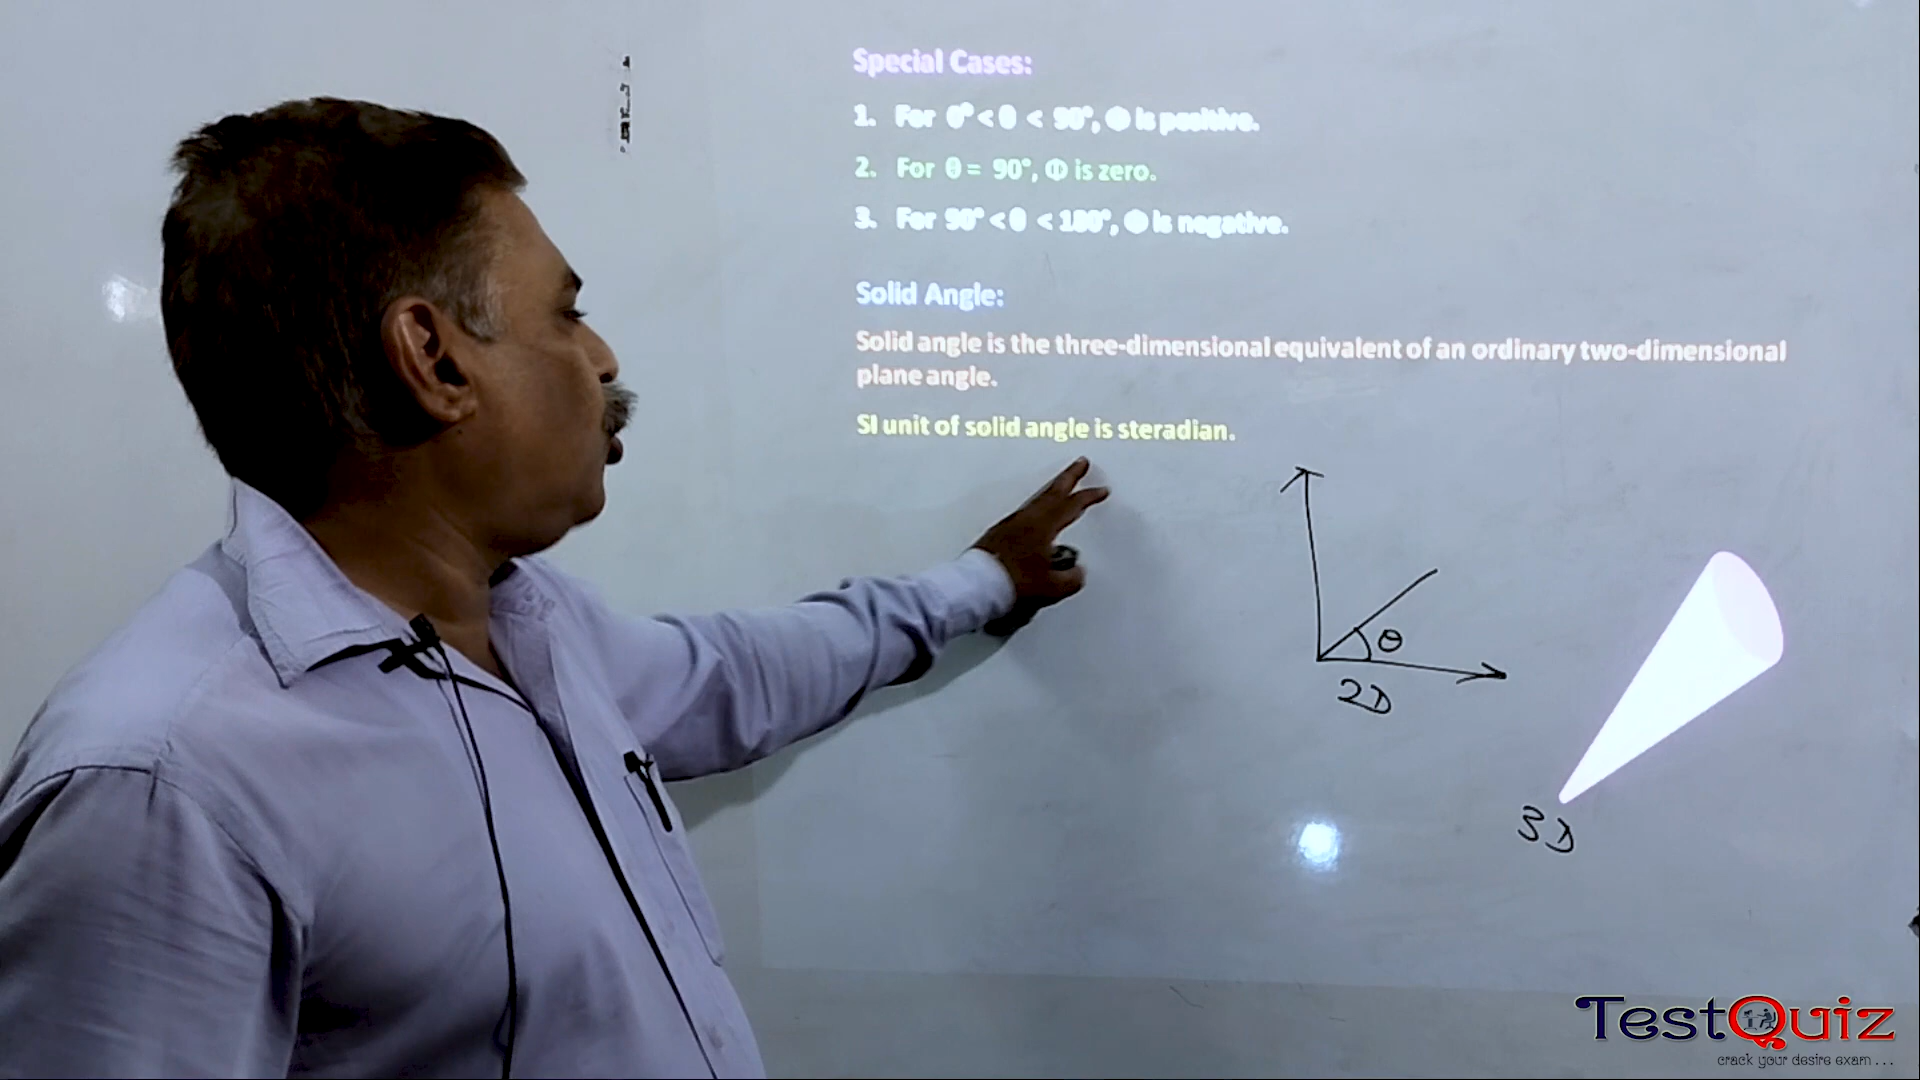 Special Cases:
1. For 0° < θ < 90°, Φ is positive.
2. For θ = 90°, Φ is zero.
3. For 90° < θ < 180°, Φ is negative.
Solid Angle:
Solid angle is the three-dimensional equivalent of an ordinary two-dimensional
plane angle.
SI unit of solid angle is steradian.
θ
2D
3D
TestQuiz
crack your desire exam...